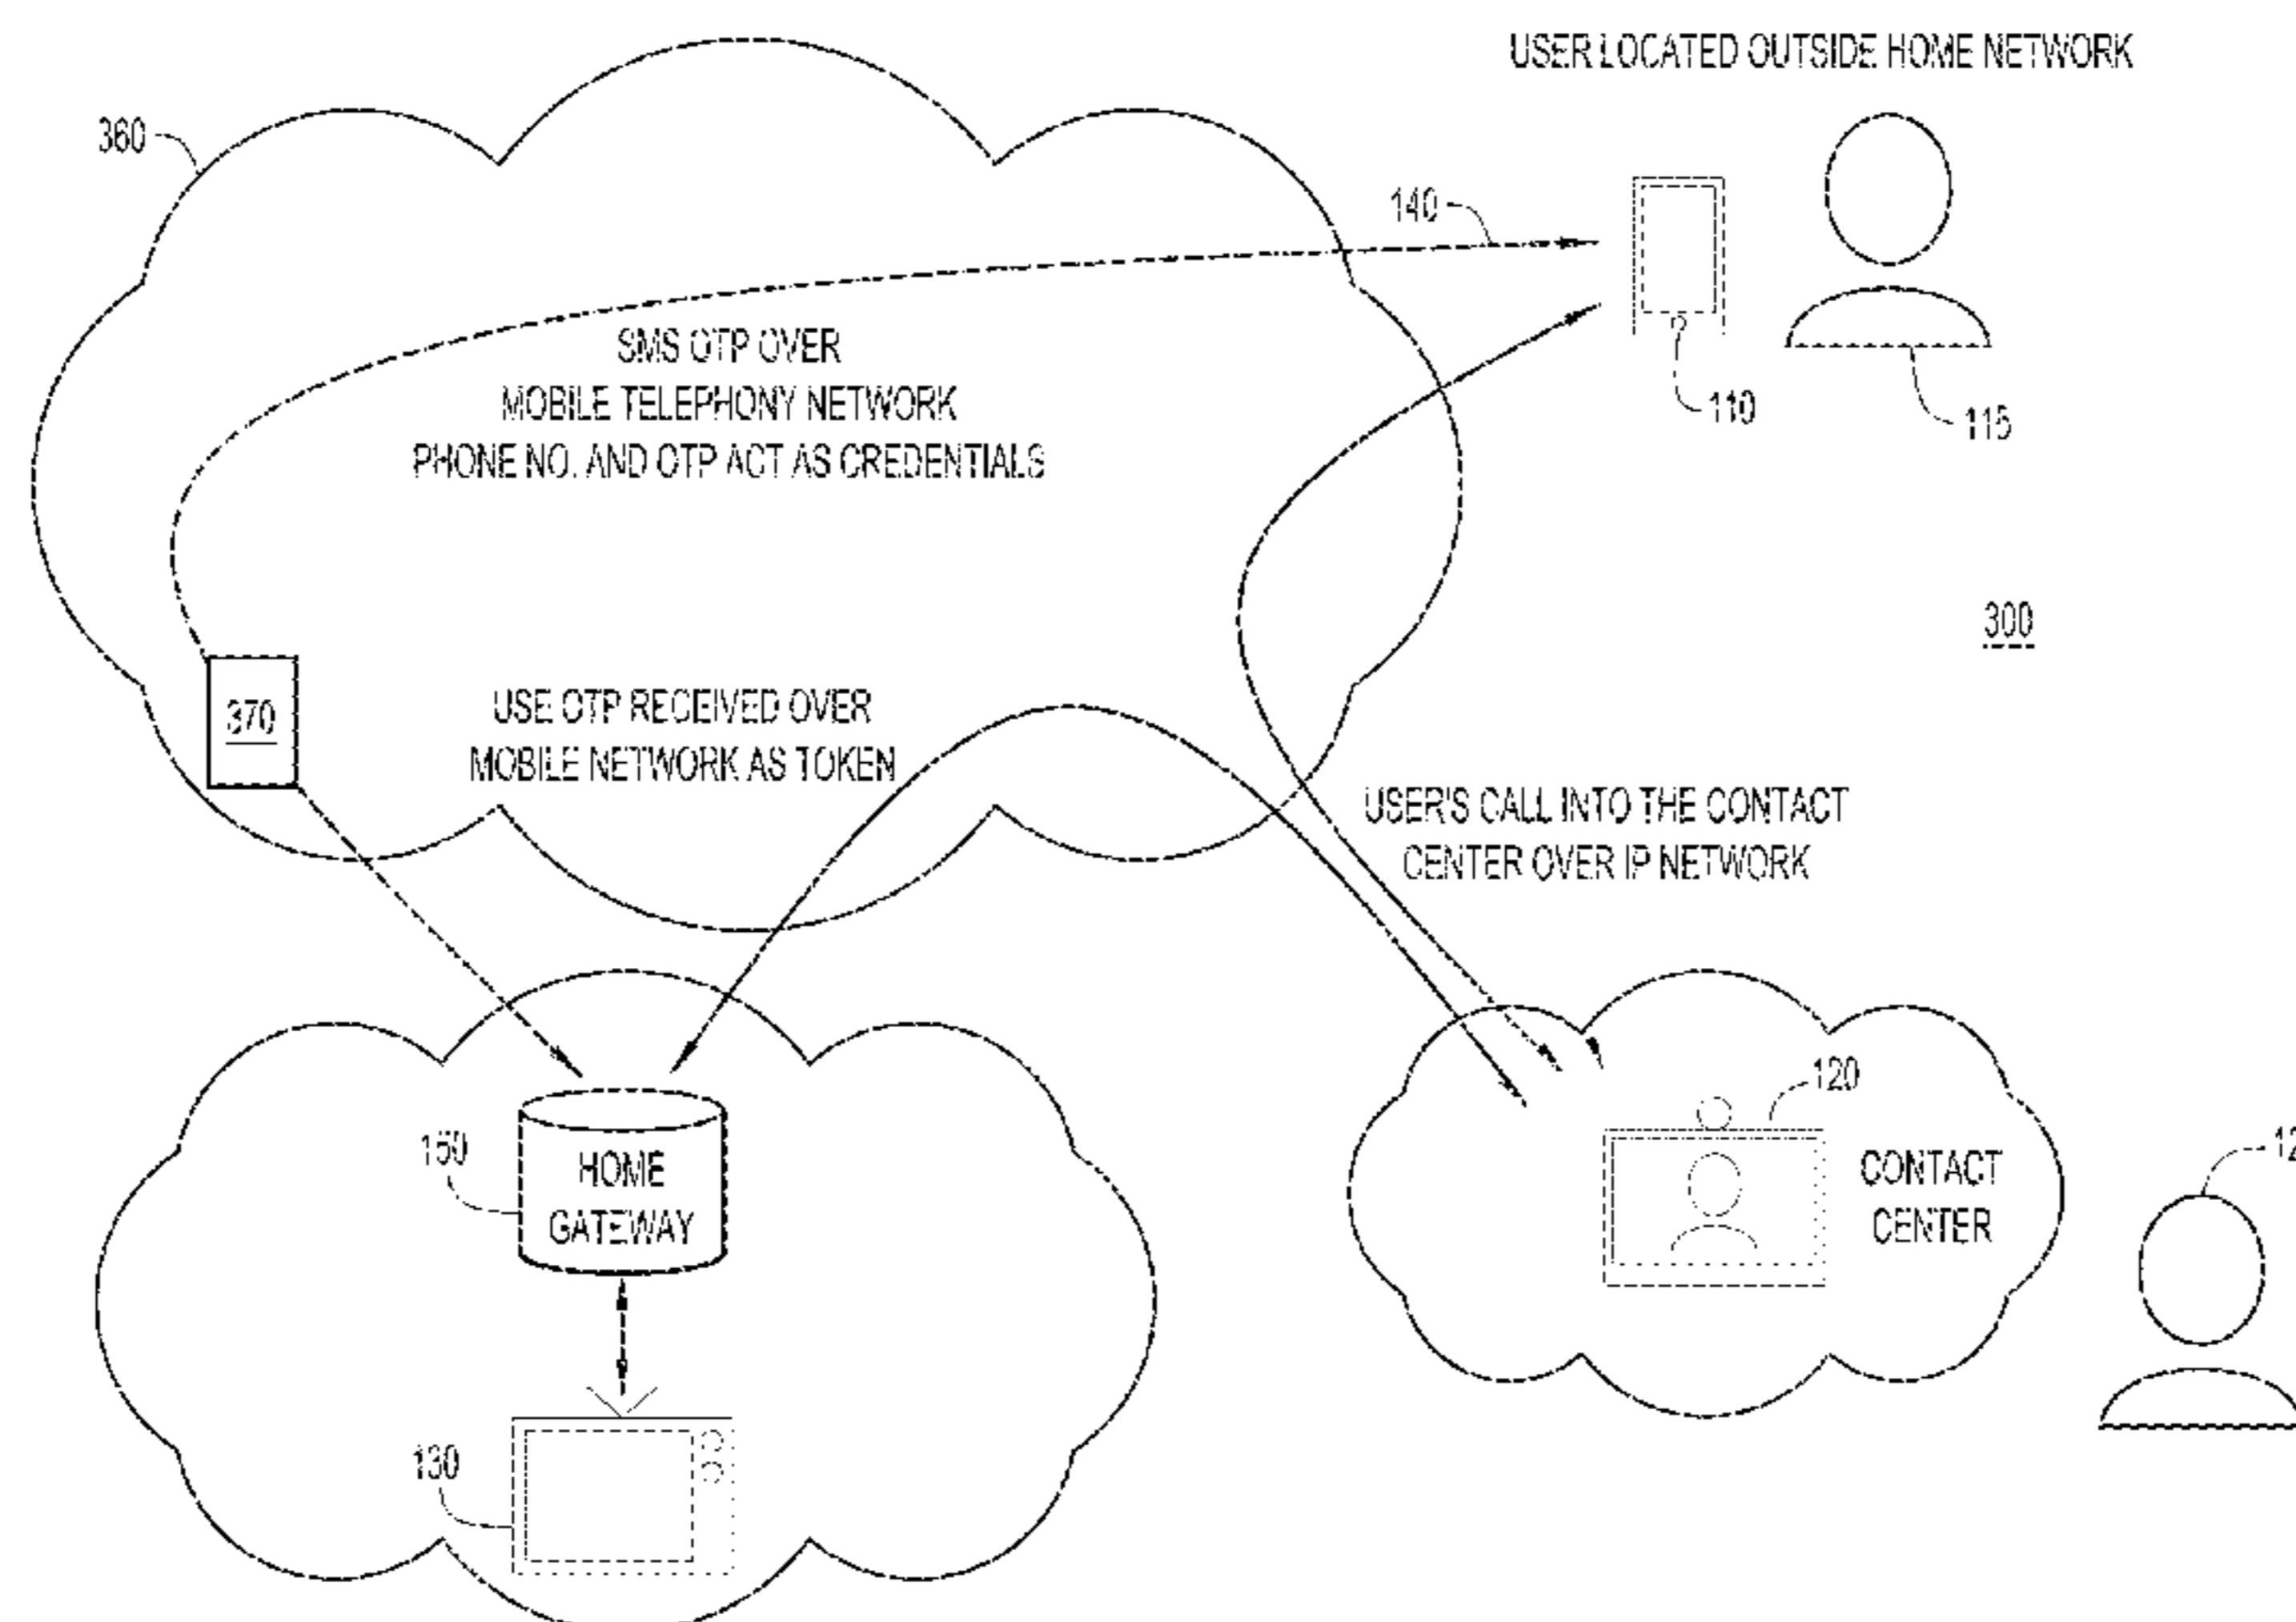 USER LOCATED OUTSIDE HOME NETWORK
360
140
SMS OTP OVER
MOBILE TELEPHONY NETWORK
PHONE NO. AND OTP ACT AS CREDENTIALS
110
115
300
370
USE OTP RECEIVED OVER
MOBILE NETWORK AS TOKEN
USER'S CALL INTO THE CONTACT
CENTER OVER IP NETWORK
120
150
HOME
GATEWAY
CONTACT
CENTER
130